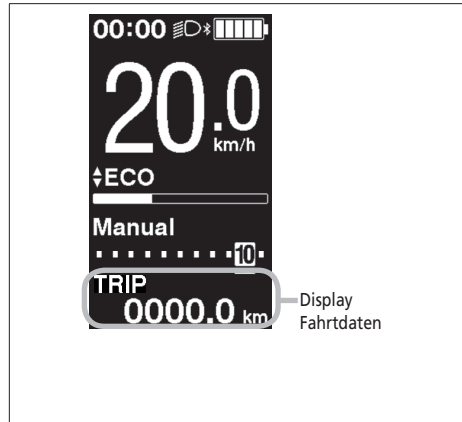 00:00
20.0
km/h
ECO
Manual
10
TRIP
0000.0 km
Display
Fahrtdaten